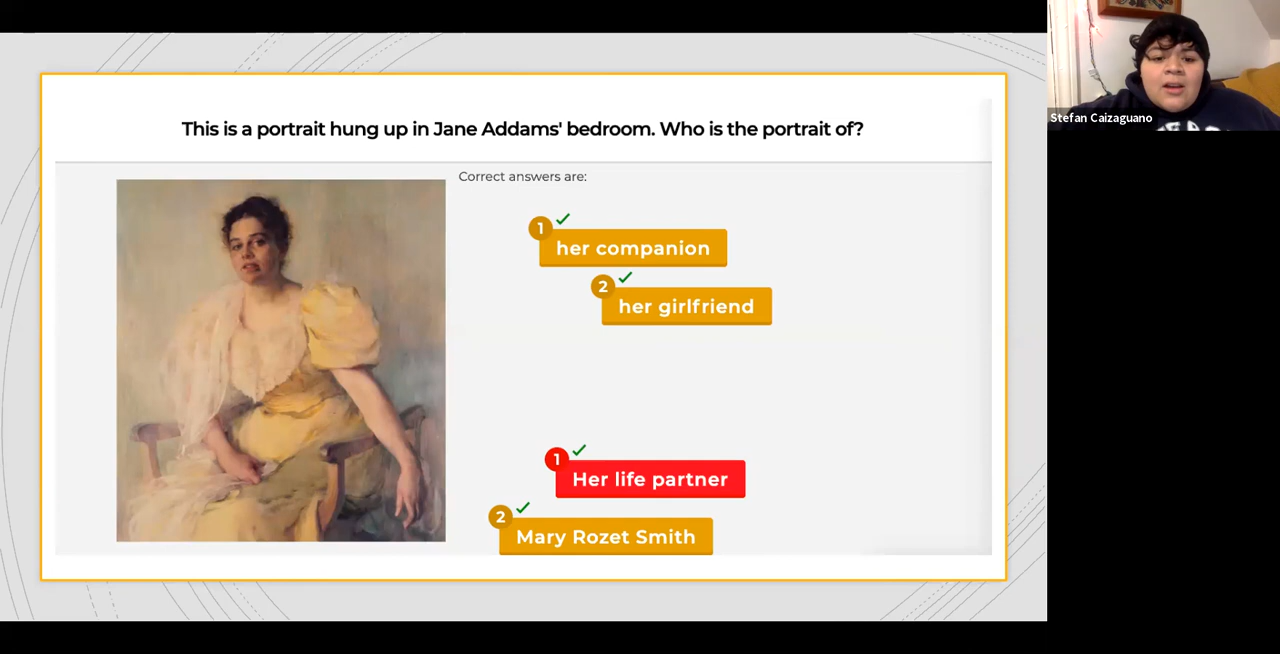 This is a portrait hung up in Jane Addams' bedroom. Who is the portrait of?
Correct answers are:
1
her companion
2
her girlfriend
1
Her life partner
2
Mary Rozet Smith
Stefan Caizaguano